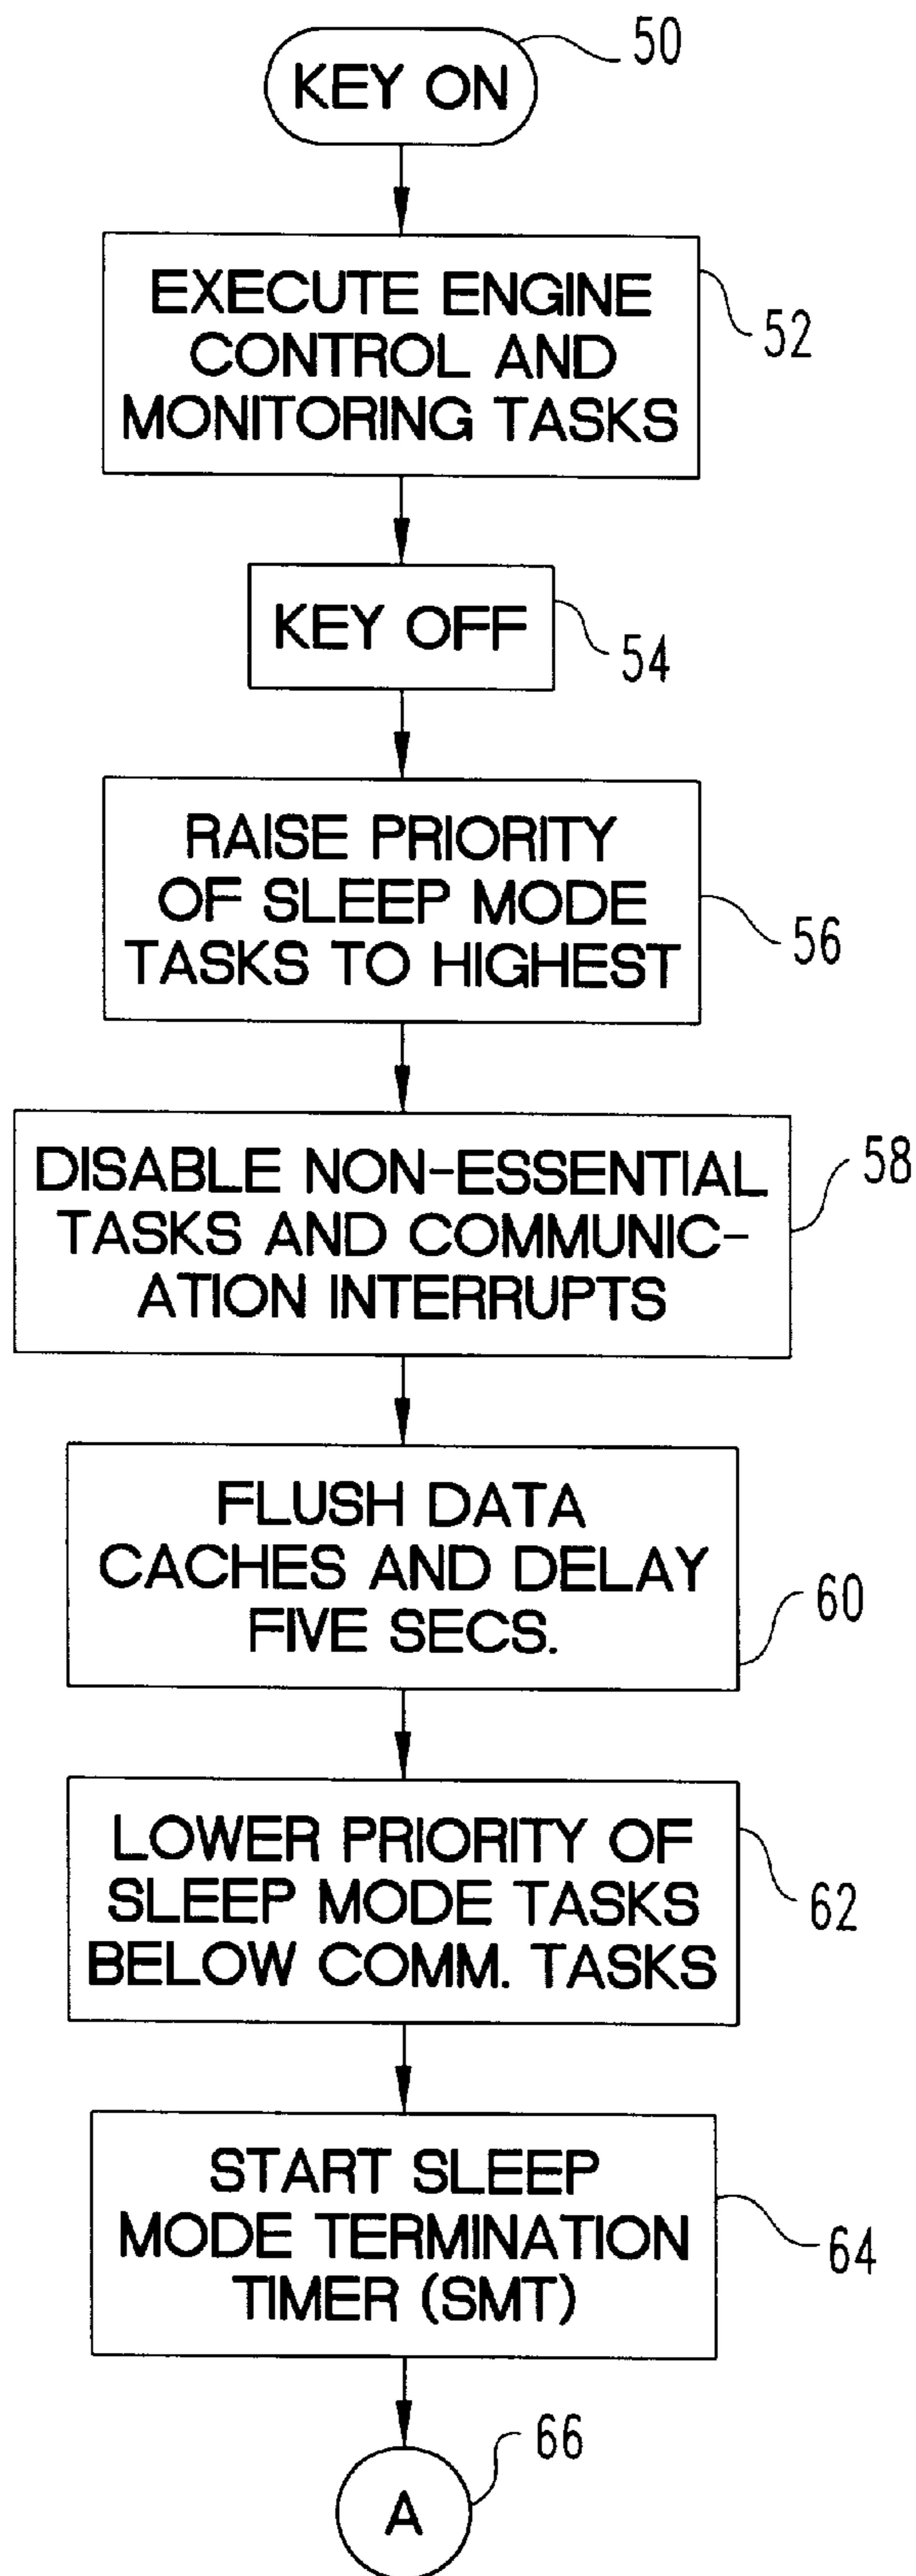 KEY ON
50
EXECUTE ENGINE
CONTROL AND
MONITORING TASKS
52
KEY OFF
54
RAISE PRIORITY
OF SLEEP MODE
TASKS TO HIGHEST
56
DISABLE NON-ESSENTIAL
TASKS AND COMMUNIC-
ATION INTERRUPTS
58
FLUSH DATA
CACHES AND DELAY
FIVE SECS.
60
LOWER PRIORITY OF
SLEEP MODE TASKS
BELOW COMM. TASKS
62
START SLEEP
MODE TERMINATION
TIMER (SMT)
64
A
66